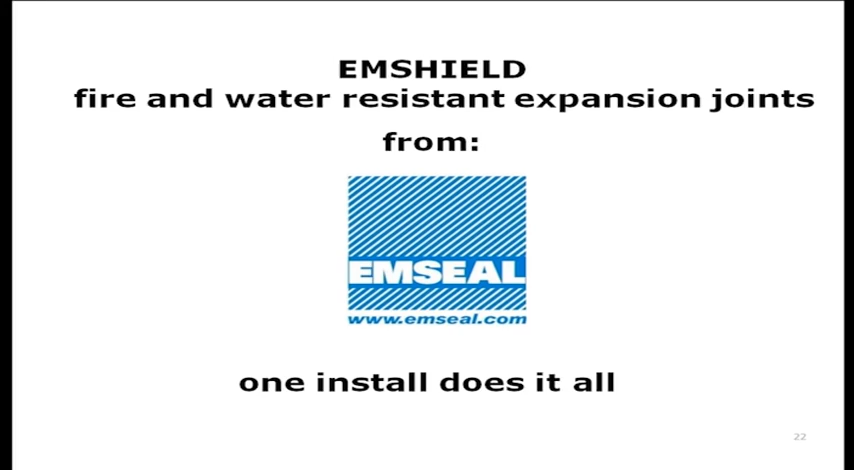 EMSHIELD
fire and water resistant expansion joints
from:
EMSEAL
www.emseal.com
one install does it all
22